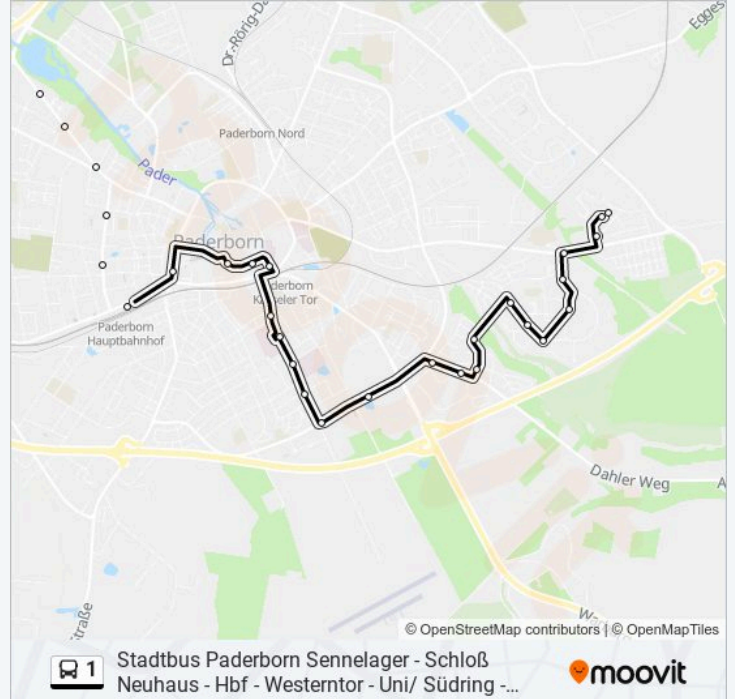 Egges
Dr.-Rörig-Da
Paderborn Nord
Pader
Paderborn
Paderborn
Kasseler Tor
Paderborn
Hauptbahnhof
Dahler Weg
A
straße
© OpenStreetMap contributors | © OpenMapTiles
1 Stadtbus Paderborn Sennelager - Schloß
Neuhaus - Hbf - Westerntor - Uni/ Südring -...
moovit